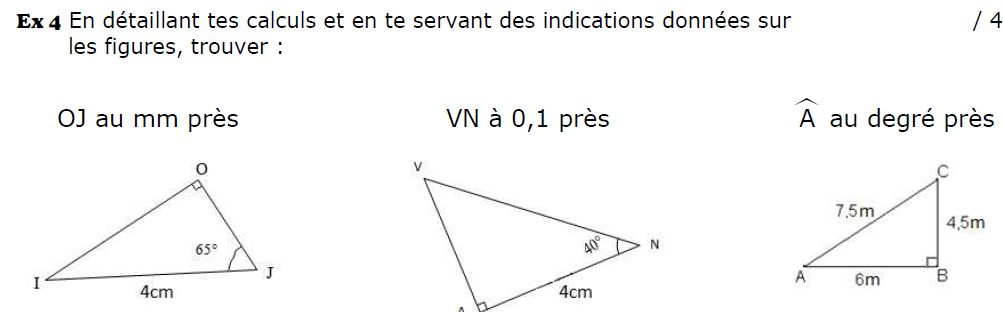 Ex 4 En détaillant tes calculs et en te servant des indications données sur / 4
les figures, trouver :
OJ au mm près VN à 0,1 près Â au degré près
O
65°
I
J
4cm
V
40°
N
4cm
C
7,5m
4,5m
A
6m
B